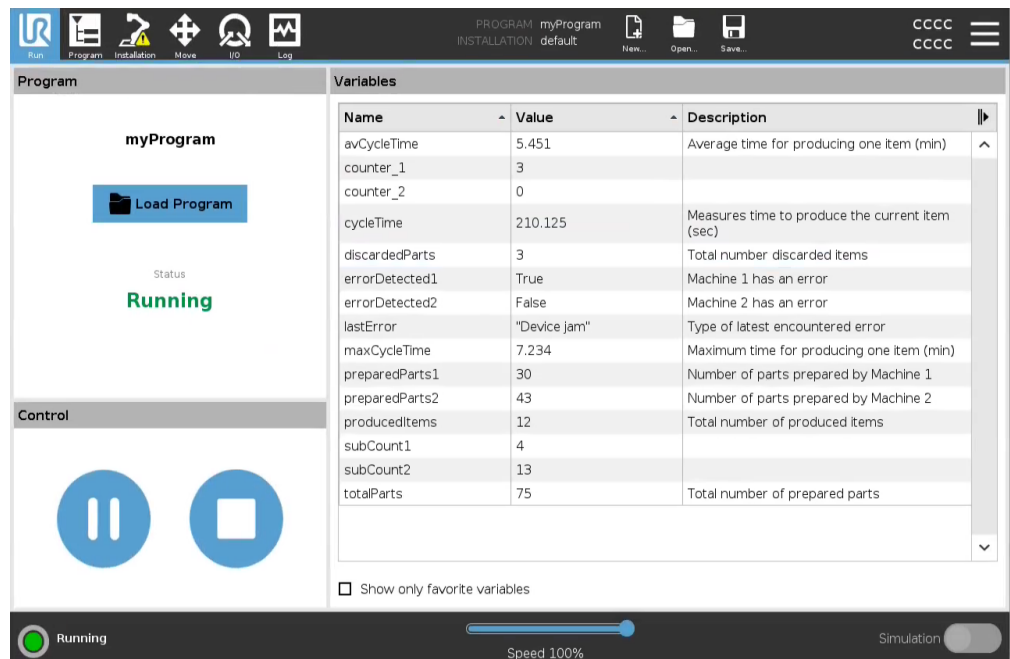 PROGRAM myProgram
INSTALLATION default
CCCC
CCCC
UR
Run
Program
Installation
Move
I/O
Log
New...
Open...
Save...
Program
myProgram
Load Program
Status
Running
Control
Variables
Name Value Description
avCycleTime 5.451 Average time for producing one item (min)
counter_1 3
counter_2 0
cycleTime 210.125 Measures time to produce the current item
(sec)
discardedParts 3 Total number discarded items
errorDetected1 True Machine 1 has an error
errorDetected2 False Machine 2 has an error
lastError "Device jam" Type of latest encountered error
maxCycleTime 7.234 Maximum time for producing one item (min)
preparedParts1 30 Number of parts prepared by Machine 1
preparedParts2 43 Number of parts prepared by Machine 2
producedItems 12 Total number of produced items
subCount1 4
subCount2 13
totalParts 75 Total number of prepared parts
Show only favorite variables
Running
Speed 100%
Simulation